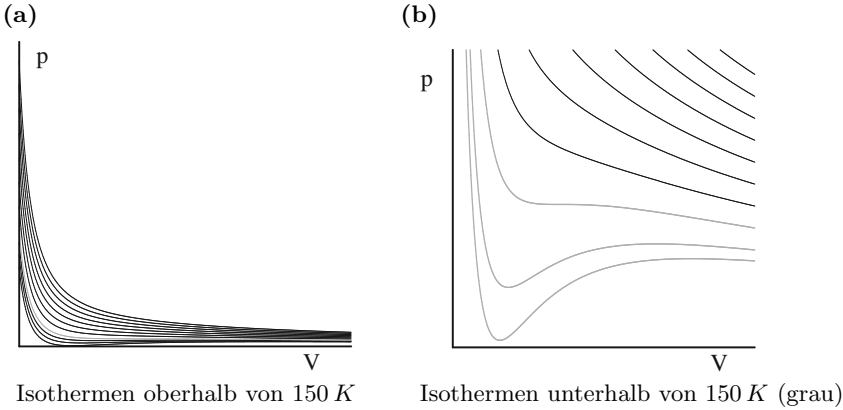 (a)
p
V
Isothermen oberhalb von 150 K
(b)
p
V
Isothermen unterhalb von 150 K (grau)